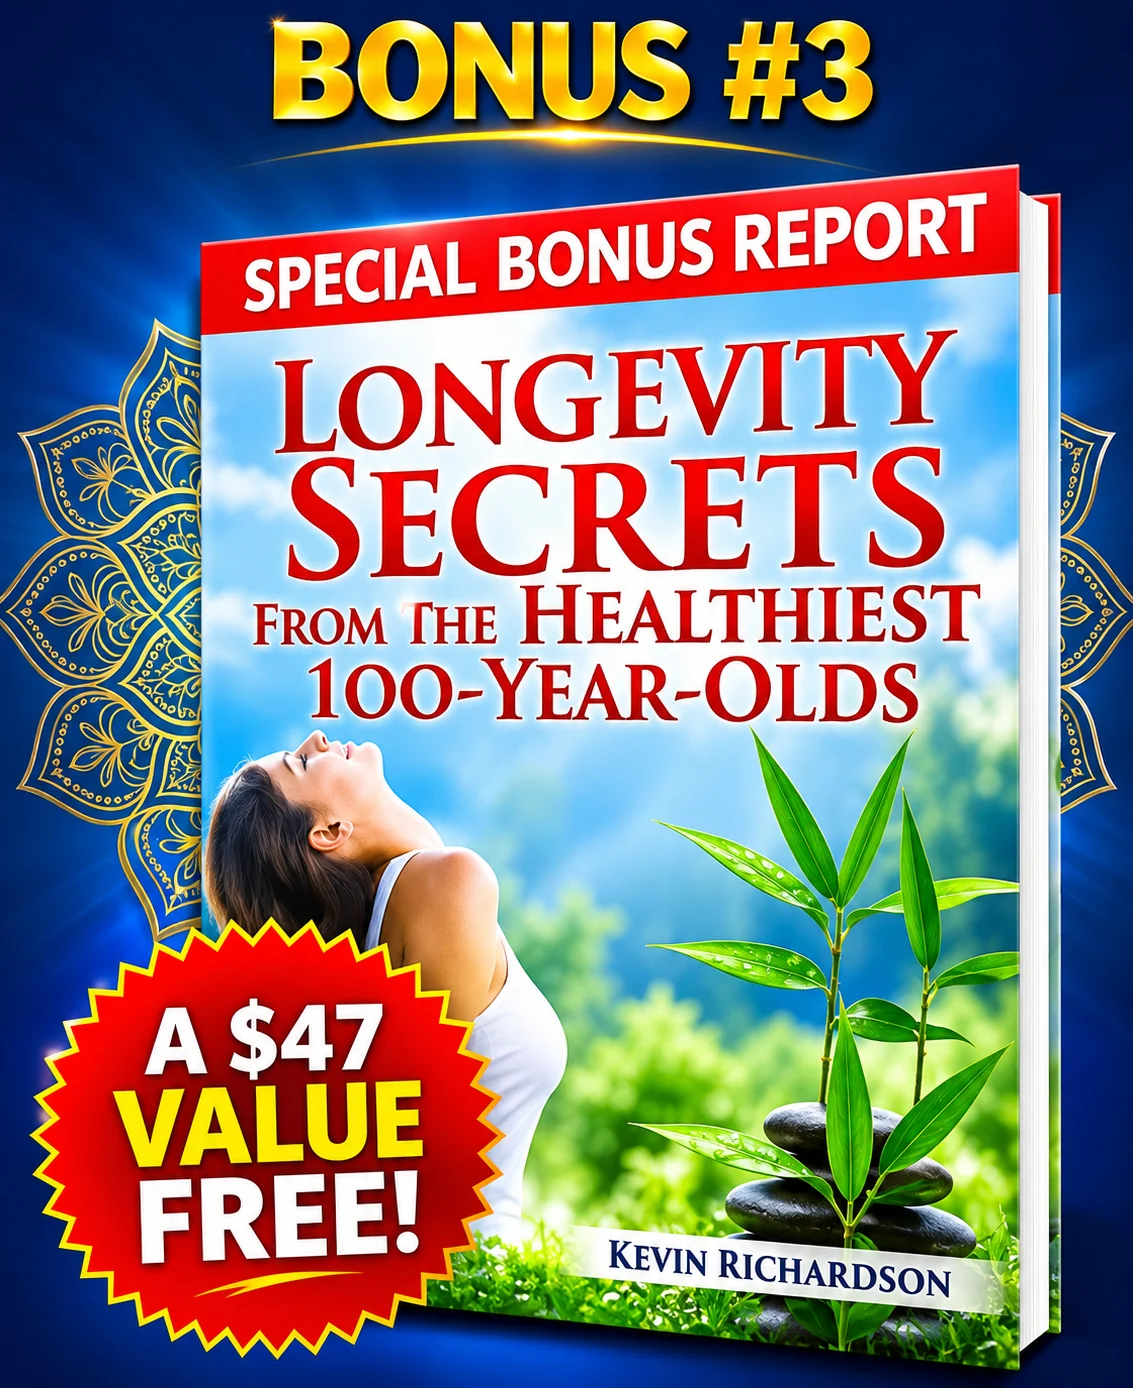 BONUS #3
SPECIAL BONUS REPORT
LONGEVITY
SECRETS
FROM THE HEALTHIEST
100-YEAR-OLDS
A $47
VALUE
FREE!
KEVIN RICHARDSON